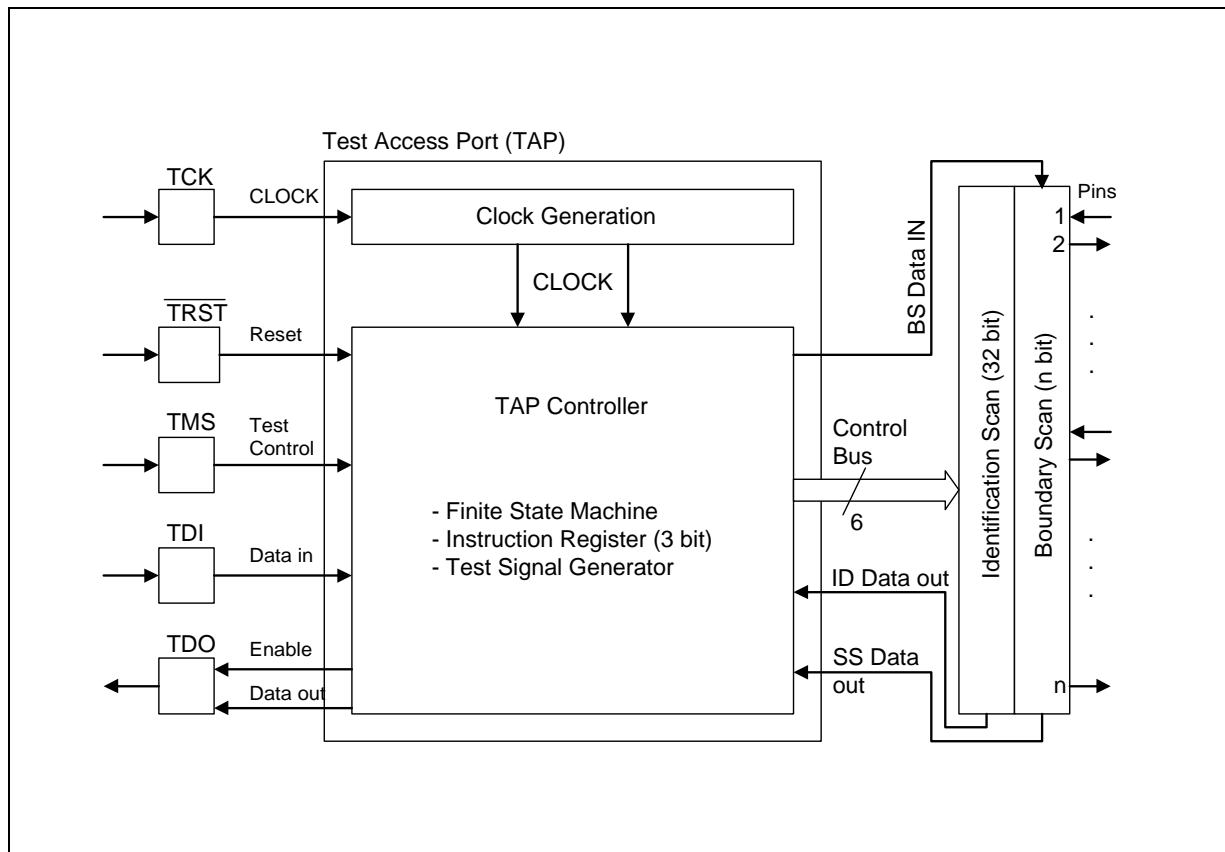 Test Access Port (TAP)
TCK
CLOCK
Clock Generation
CLOCK
TRST
Reset
TAP Controller
TMS
Test
Control
- Finite State Machine
- Instruction Register (3 bit)
- Test Signal Generator
TDI
Data in
TDO
Enable
Data out
BS Data IN
Control
Bus
6
ID Data out
SS Data
out
Identification Scan (32 bit)
Boundary Scan (n bit)
Pins
1
2
.
.
.
.
.
.
n